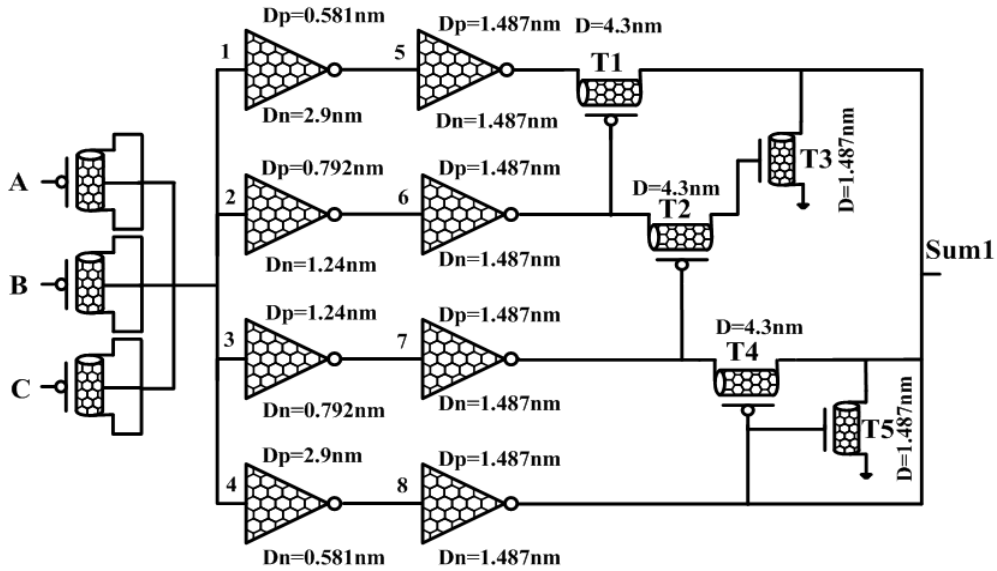 Dp=0.581nm
Dp=1.487nm
D=4.3nm
1
5
T1
Dn=2.9nm
Dn=1.487nm
A
Dp=0.792nm
Dp=1.487nm
T3
D=1.487nm
2
6
D=4.3nm
T2
Dn=1.24nm
Dn=1.487nm
B
Sum1
Dp=1.24nm
Dp=1.487nm
3
7
D=4.3nm
T4
C
Dn=0.792nm
Dn=1.487nm
T5
D=1.487nm
Dp=2.9nm
Dp=1.487nm
4
8
Dn=0.581nm
Dn=1.487nm